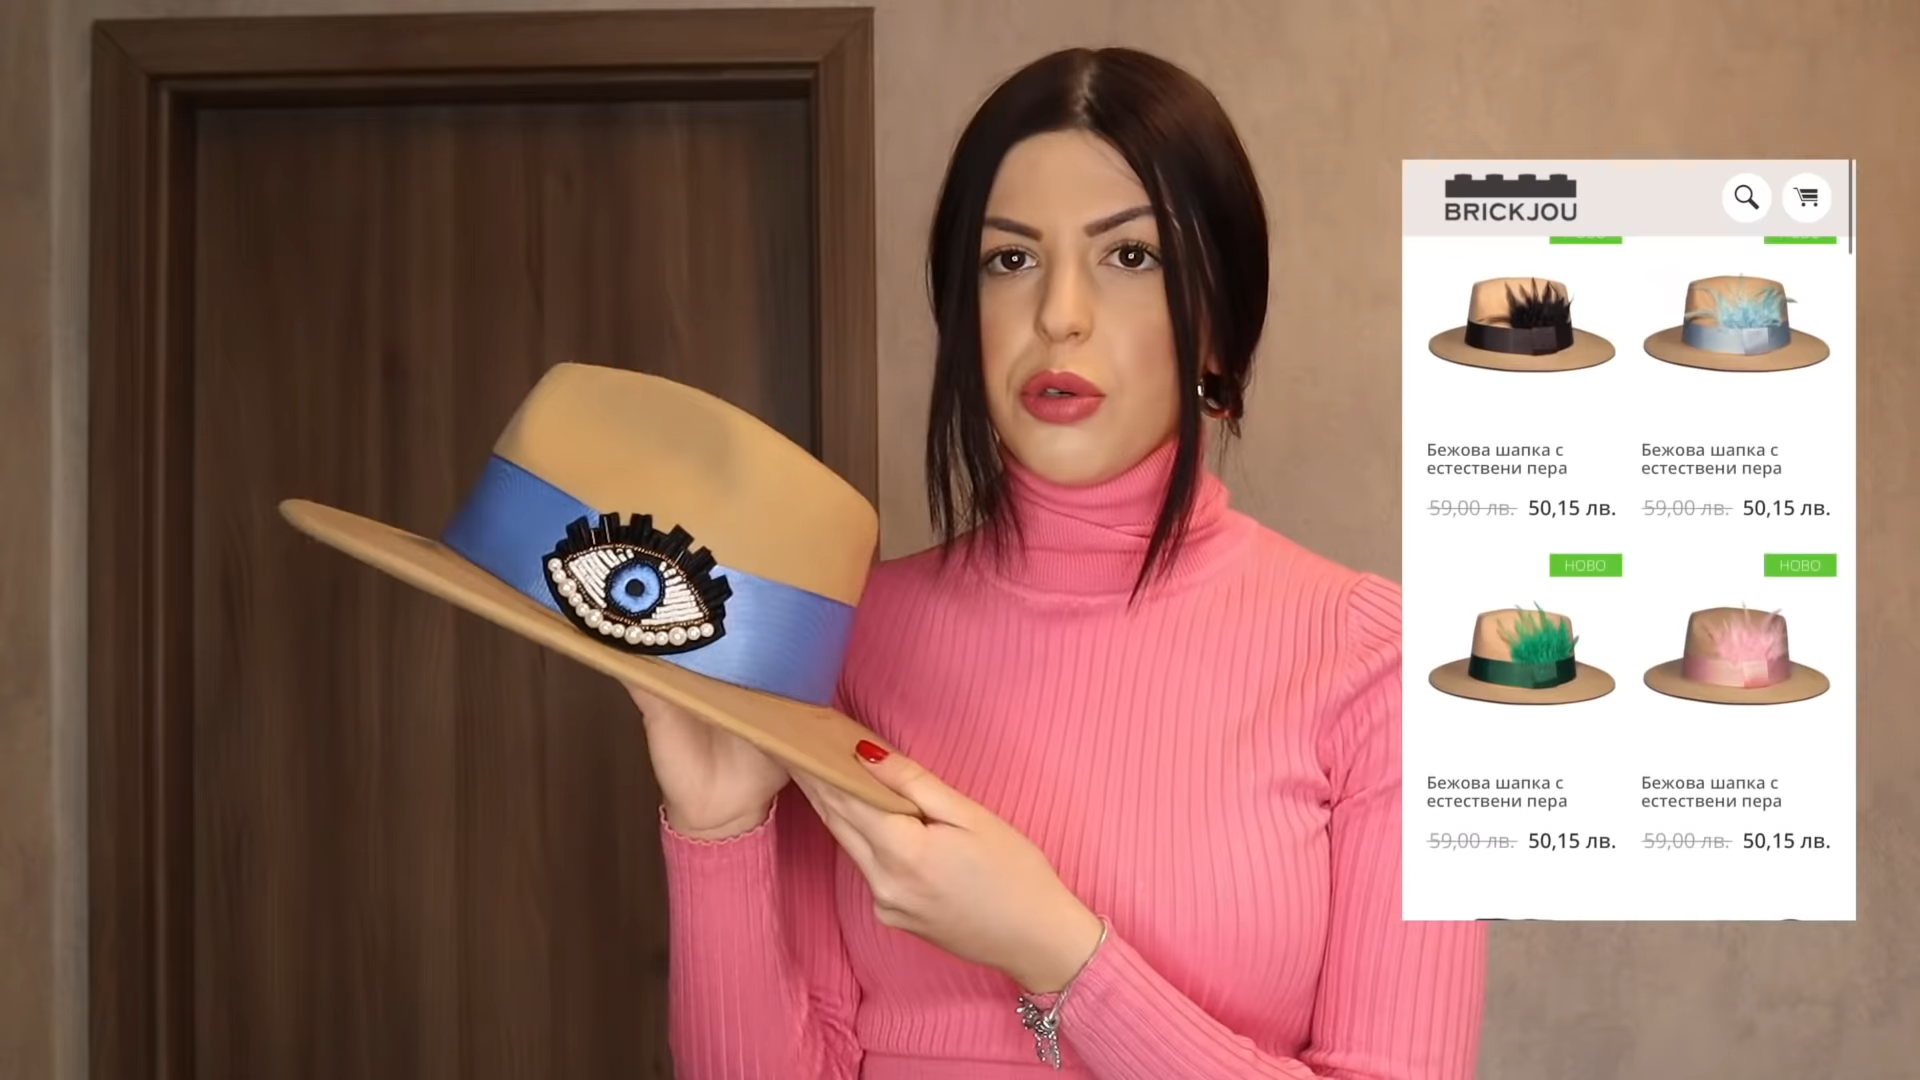 BRICKJOU
Бежова шапка с
естествени пера
59,00 лв. 50,15 лв.
Бежова шапка с
естествени пера
59,00 лв. 50,15 лв.
НОВО
НОВО
Бежова шапка с
естествени пера
59,00 лв. 50,15 лв.
Бежова шапка с
естествени пера
59,00 лв. 50,15 лв.